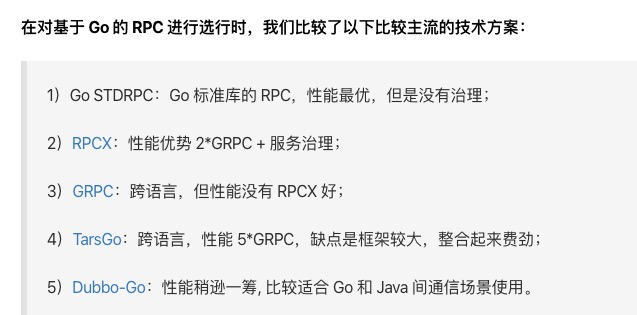 在对基于 Go 的 RPC 进行选行时，我们比较了以下比较主流的技术方案：
1）Go STDRPC：Go 标准库的 RPC，性能最优，但是没有治理；
2）RPCX：性能优势 2*GRPC + 服务治理；
3）GRPC：跨语言，但性能没有 RPCX 好；
4）TarsGo：跨语言，性能 5*GRPC，缺点是框架较大，整合起来费劲；
5）Dubbo-Go：性能稍逊一筹, 比较适合 Go 和 Java 间通信场景使用。